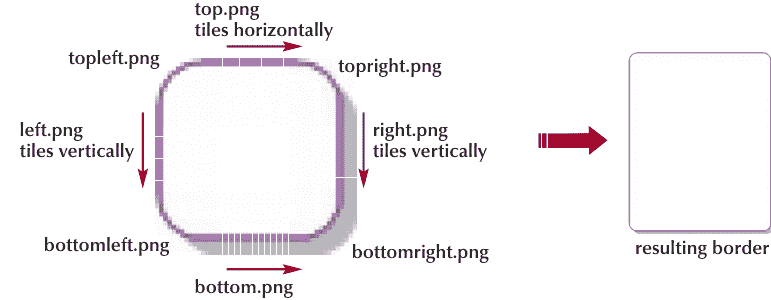 top.png
tiles horizontally
topleft.png
topright.png
left.png
tiles vertically
right.png
tiles vertically
bottomleft.png
bottomright.png
bottom.png
resulting border